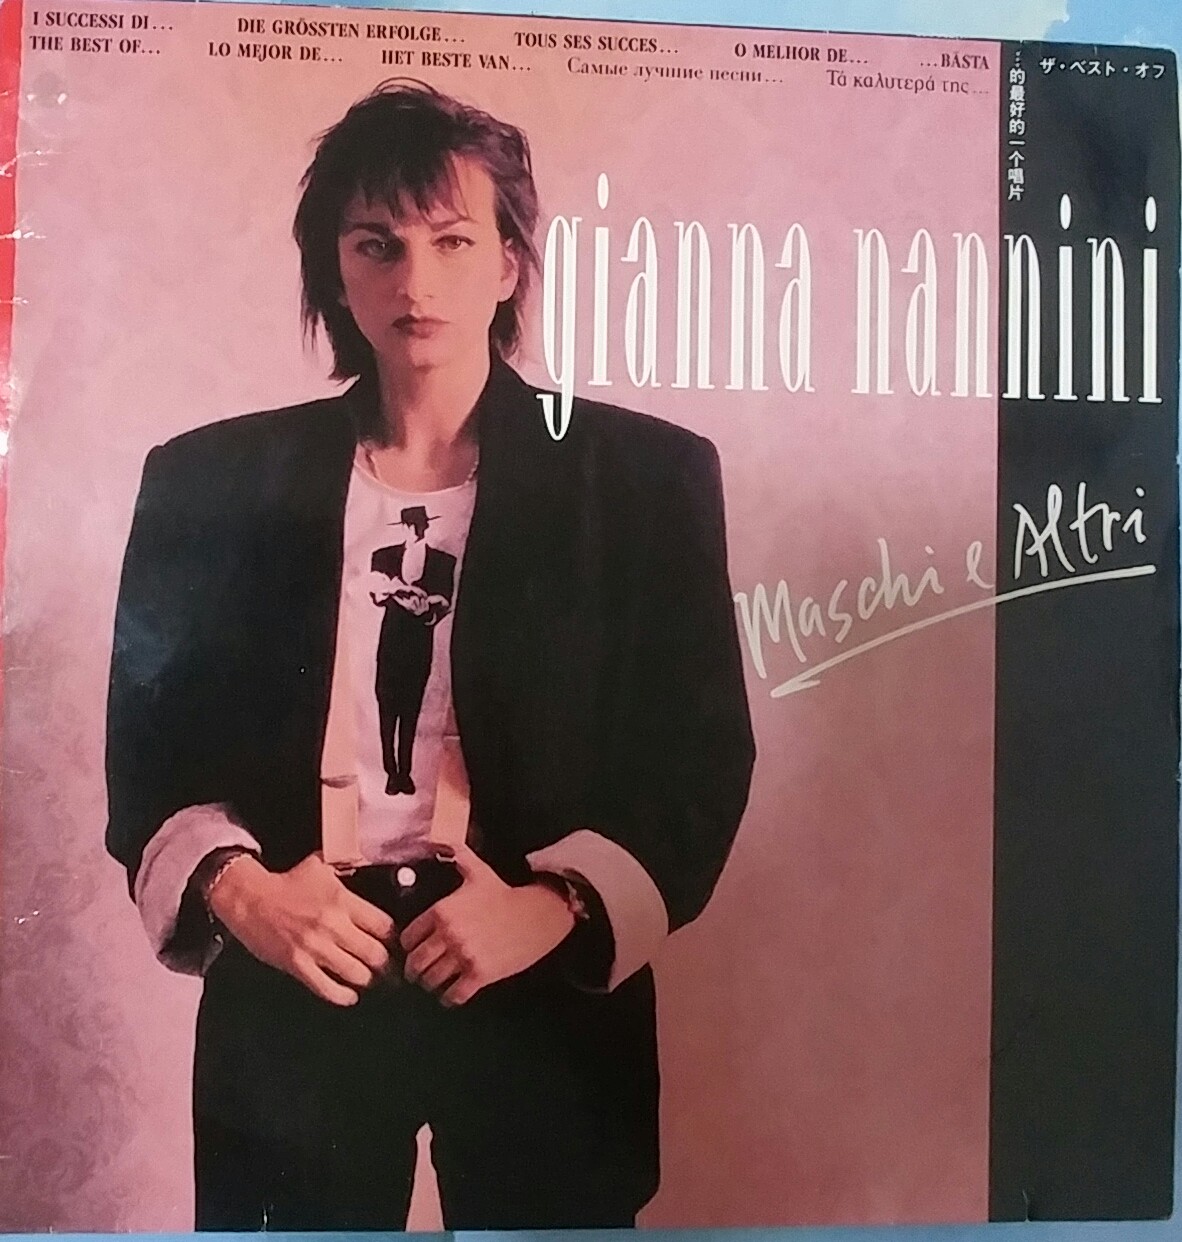 I SUCCESSI DI...
DIE GRÖSSTEN ERFOLGE...
TOUS SES SUCCES...
O MELHOR DE...
...BÄSTA
THE BEST OF...
LO MEJOR DE...
HET BESTE VAN...
Самые лучшие песни...
Τά καλυτερά της...
ザ・ベスト・オフ
...的最好的一个唱片
gianna nannini
Maschi e Altri